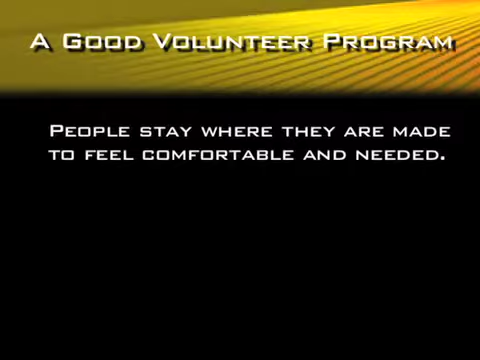 A Good Volunteer Program
People stay where they are made
to feel comfortable and needed.